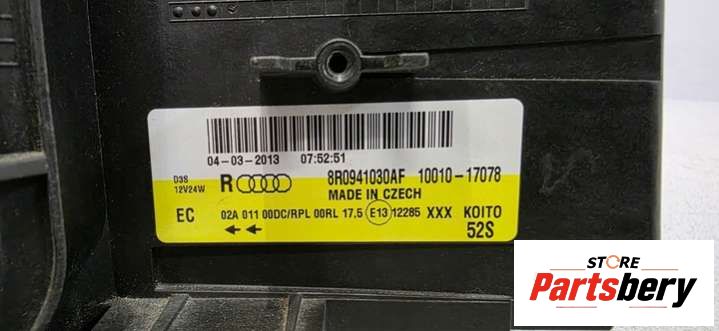 04-03-2013 07:52:51
D3S
12V24W
R 8R0941030AF 10010-17078
MADE IN CZECH
EC 02A 011 00DC/RPL 00RL 17.5 E13 12285 XXX KOITO
52S
STORE
Partsbery